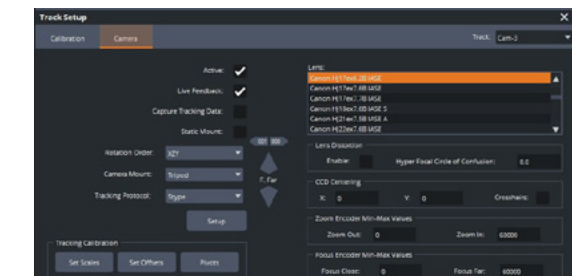 Track Setup
Calibration Camera Track: Cam-3
Active:
Live Feedback:
Capture Tracking Data:
Static Mount:
Rotation Order: XZY
Camera Mount: Tripod
Tracking Protocol: Stype
Setup
Tracking Calibration
Set Scales Set Offsets Pivots
F. Far
Lens:
Canon HJ17ex6.2B IASE
Canon HJ17ex7.6B IASE
Canon HJ17ex7.7B IASE
Canon HJ18ex7.6B IASE S
Canon HJ21ex7.5B IASE A
Canon HJ22ex7.6B IASE
Lens Distortion
Enable: Hyper Focal Circle of Confusion: 0.0
CCD Centering
X: 0 Y: 0 Crosshairs:
Zoom Encoder Min-Max Values
Zoom Out: 0 Zoom In: 60000
Focus Encoder Min-Max Values
Focus Close: 0 Focus Far: 60000